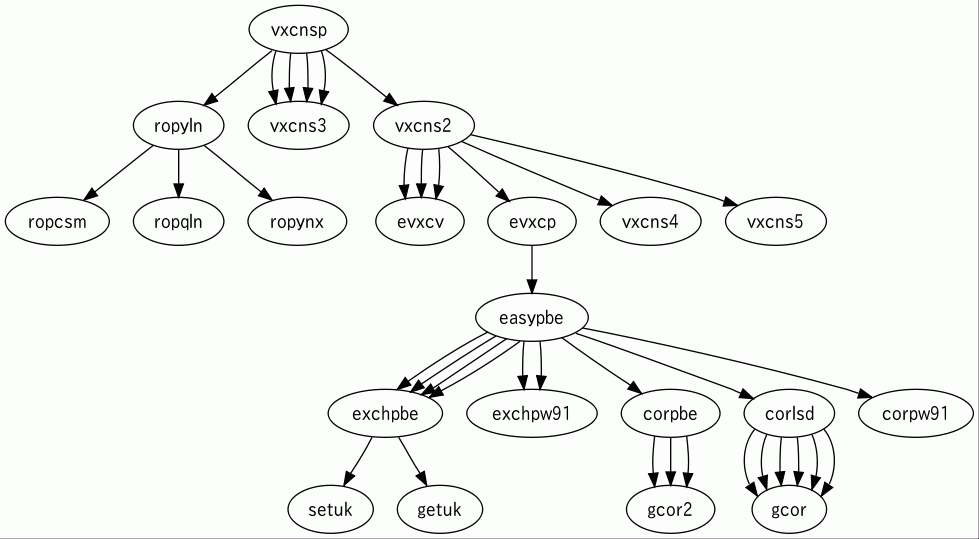 vxcnsp
ropyln
vxcns3
vxcns2
ropcsm
ropqln
ropynx
evxcv
evxcp
vxcns4
vxcns5
easypbe
exchpbe
exchpw91
corpbe
corlsd
corpw91
setuk
getuk
gcor2
gcor